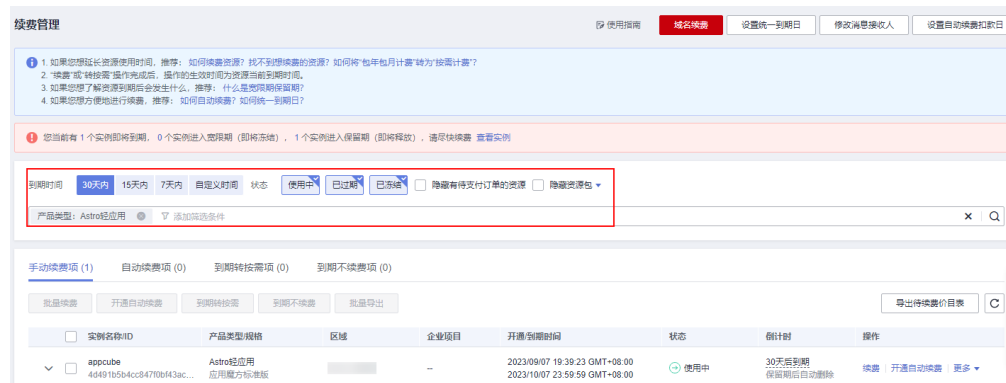 续费管理
使用指南 域名续费 设置统一到期日 修改消息接收人 设置自动续费扣款日
1. 如果您想延长资源使用时间，推荐： 如何续费资源？找不到想续费的资源？如何将“包年包月计费”转为“按需计费”？
2. “续费”或“转按需”操作完成后，操作的生效时间为资源当前到期时间。
3. 如果您想了解资源到期后会发生什么，推荐： 什么是宽限期保留期？
4. 如果您想方便地进行续费，推荐： 如何自动续费？如何统一到期日？
您当前有 1 个实例即将到期， 0 个实例进入宽限期（即将冻结）， 1 个实例进入保留期（即将释放），请尽快续费 查看实例
到期时间 30天内 15天内 7天内 自定义时间 状态 使用中 已过期 已冻结 隐藏有待支付订单的资源 隐藏资源包
产品类型：Astro轻应用 添加筛选条件
手动续费项 (1) 自动续费项 (0) 到期转按需项 (0) 到期不续费项 (0)
批量续费 开通自动续费 到期转按需 到期不续费 批量导出 导出待续费价目表
实例名称/ID 产品类型/规格 区域 企业项目 开通/到期时间 状态 倒计时 操作
appcube Astro轻应用 -- 2023/09/07 19:39:23 GMT+08:00 使用中 30天后到期 续费 开通自动续费 更多
4d491b5b4cc847f0bf43ac... 应用魔方标准版 2023/10/07 23:59:59 GMT+08:00 保留期后自动删除